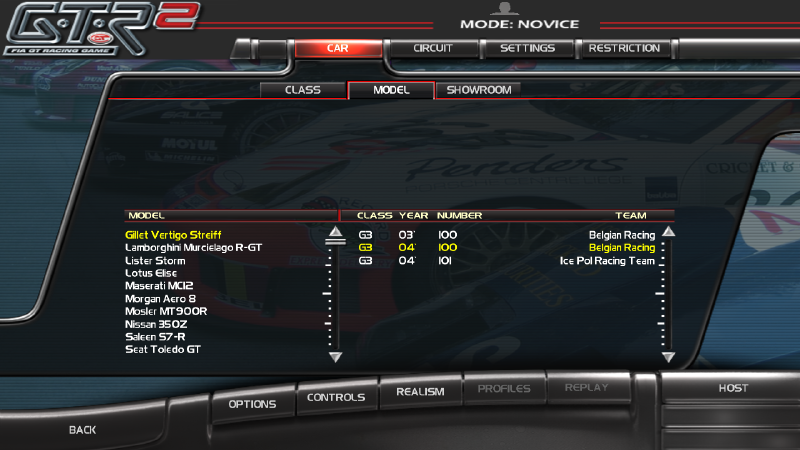 GTR2
FIA GT RACING GAME
MODE: NOVICE
CAR CIRCUIT SETTINGS RESTRICTION
CLASS MODEL SHOWROOM
MOTUL
MICHELIN
Penders
CRICKET &
MODEL CLASS YEAR NUMBER TEAM
Gillet Vertigo Streiff G3 03' 100 Belgian Racing
Lamborghini Murcielago R-GT G3 04' 100 Belgian Racing
Lister Storm G3 04' 101 Ice Pol Racing Team
Lotus Elise
Maserati MC12
Morgan Aero 8
Mosler MT900R
Nissan 350Z
Saleen S7-R
Seat Toledo GT
BACK OPTIONS CONTROLS REALISM PROFILES REPLAY HOST